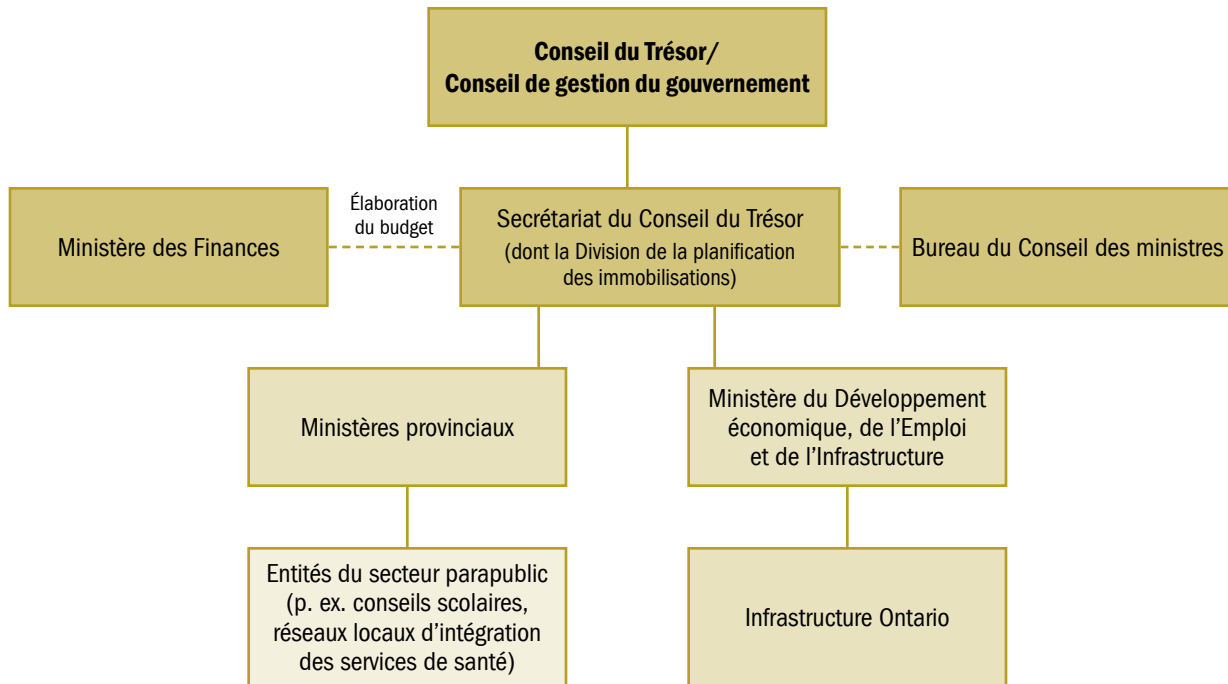 Conseil du Trésor/
Conseil de gestion du gouvernement
Ministère des Finances
Élaboration
du budget
Secrétariat du Conseil du Trésor
(dont la Division de la planification
des immobilisations)
Bureau du Conseil des ministres
Ministères provinciaux
Ministère du Développement
économique, de l’Emploi
et de l’Infrastructure
Entités du secteur parapublic
(p. ex. conseils scolaires,
réseaux locaux d’intégration
des services de santé)
Infrastructure Ontario